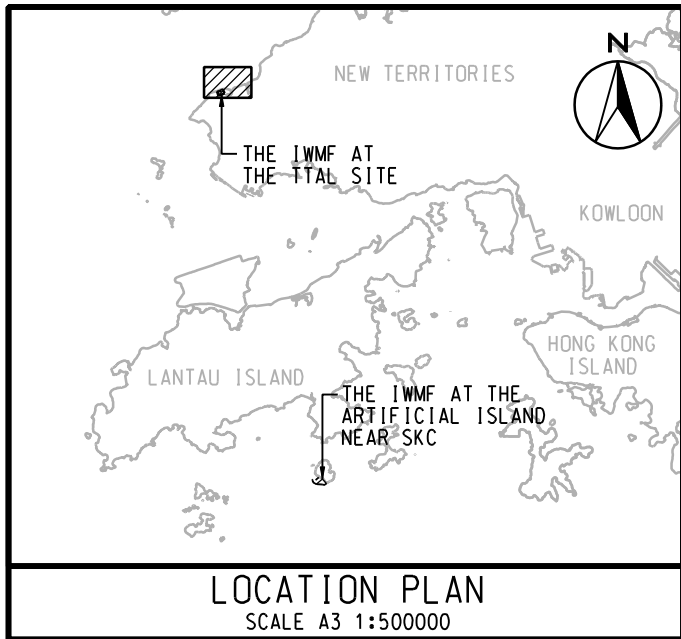 N
NEW TERRITORIES
THE IWMF AT
THE TTAL SITE
KOWLOON
HONG KONG
ISLAND
LANTAU ISLAND
THE IWMF AT THE
ARTIFICIAL ISLAND
NEAR SKC
LOCATION PLAN
SCALE A3 1:500000